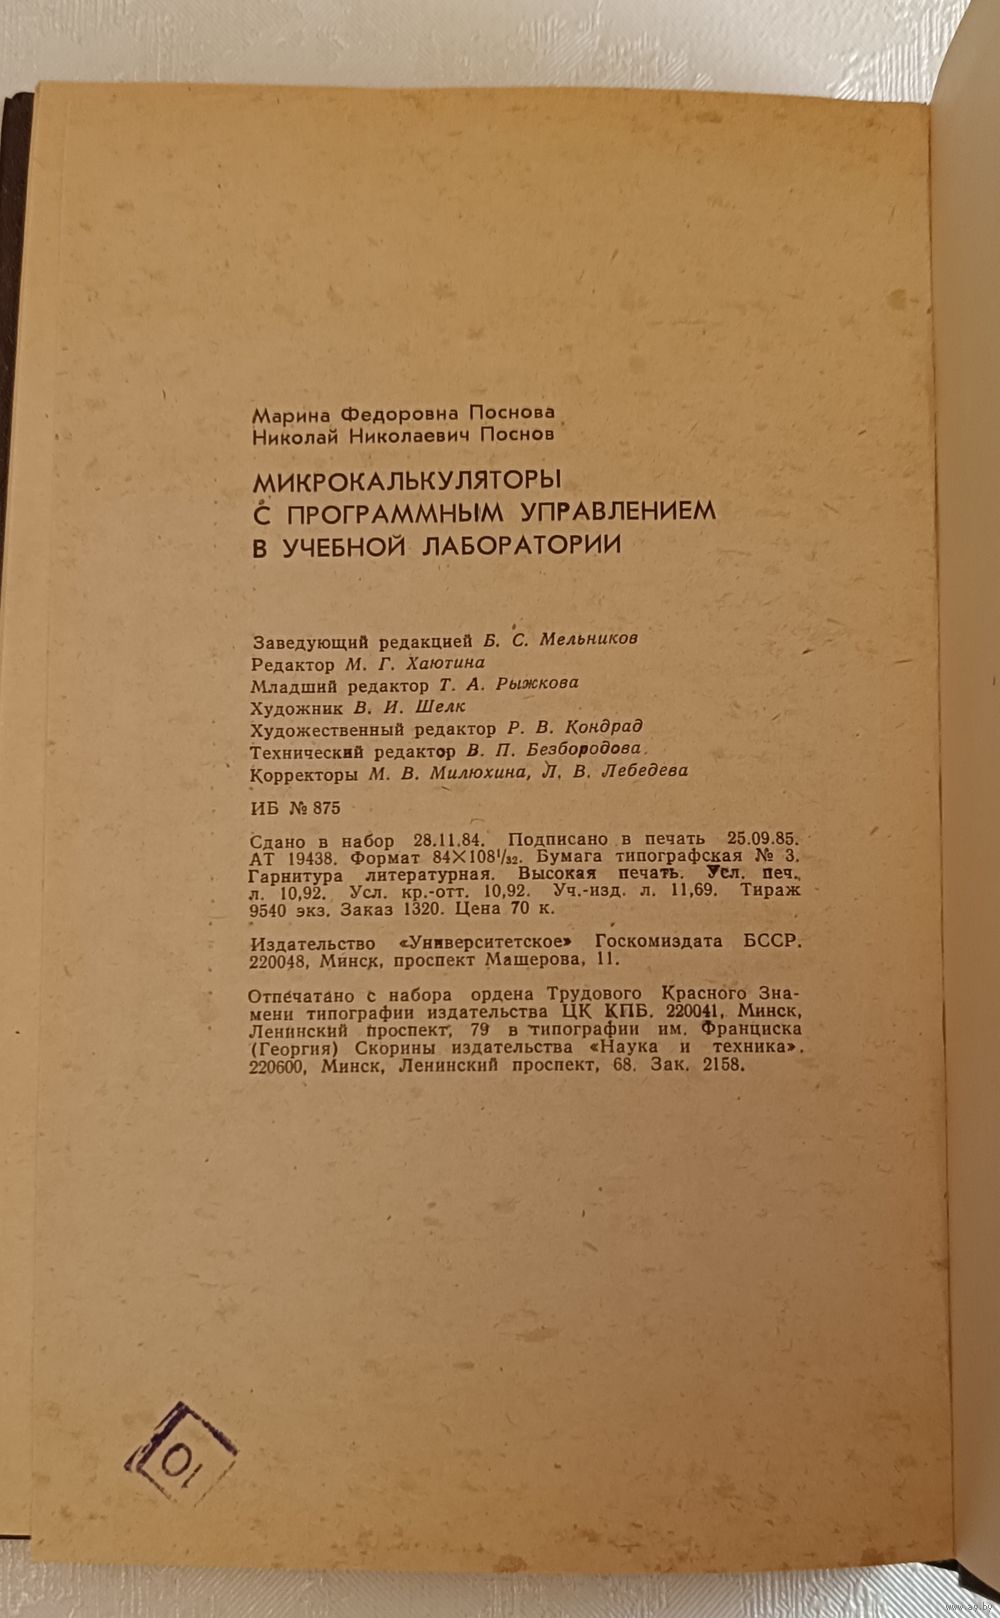 Марина Федоровна Поснова
Николай Николаевич Поснов
МИКРОКАЛЬКУЛЯТОРЫ
С ПРОГРАММНЫМ УПРАВЛЕНИЕМ
В УЧЕБНОЙ ЛАБОРАТОРИИ
Заведующий редакцией Б. С. Мельников
Редактор М. Г. Хаютина
Младший редактор Т. А. Рыжкова
Художник В. И. Шелк
Художественный редактор Р. В. Кондрад
Технический редактор В. П. Безбородова.
Корректоры М. В. Милюхина, Л. В. Лебедева
ИБ № 875
Сдано в набор 28.11.84. Подписано в печать 25.09.85.
АТ 19438. Формат 84×108¹/₃₂. Бумага типографская № 3.
Гарнитура литературная. Высокая печать. Усл. печ.
л. 10,92. Усл. кр.-отт. 10,92. Уч.-изд. л. 11,69. Тираж
9540 экз. Заказ 1320. Цена 70 к.
Издательство «Университетское» Госкомиздата БССР.
220048, Минск, проспект Машерова, 11.
Отпечатано с набора ордена Трудового Красного Зна-
мени типографии издательства ЦК КПБ. 220041, Минск,
Ленинский проспект, 79 в типографии им. Франциска
(Георгия) Скорины издательства «Наука и техника».
220600, Минск, Ленинский проспект, 68. Зак. 2158.
10
www.ay.by